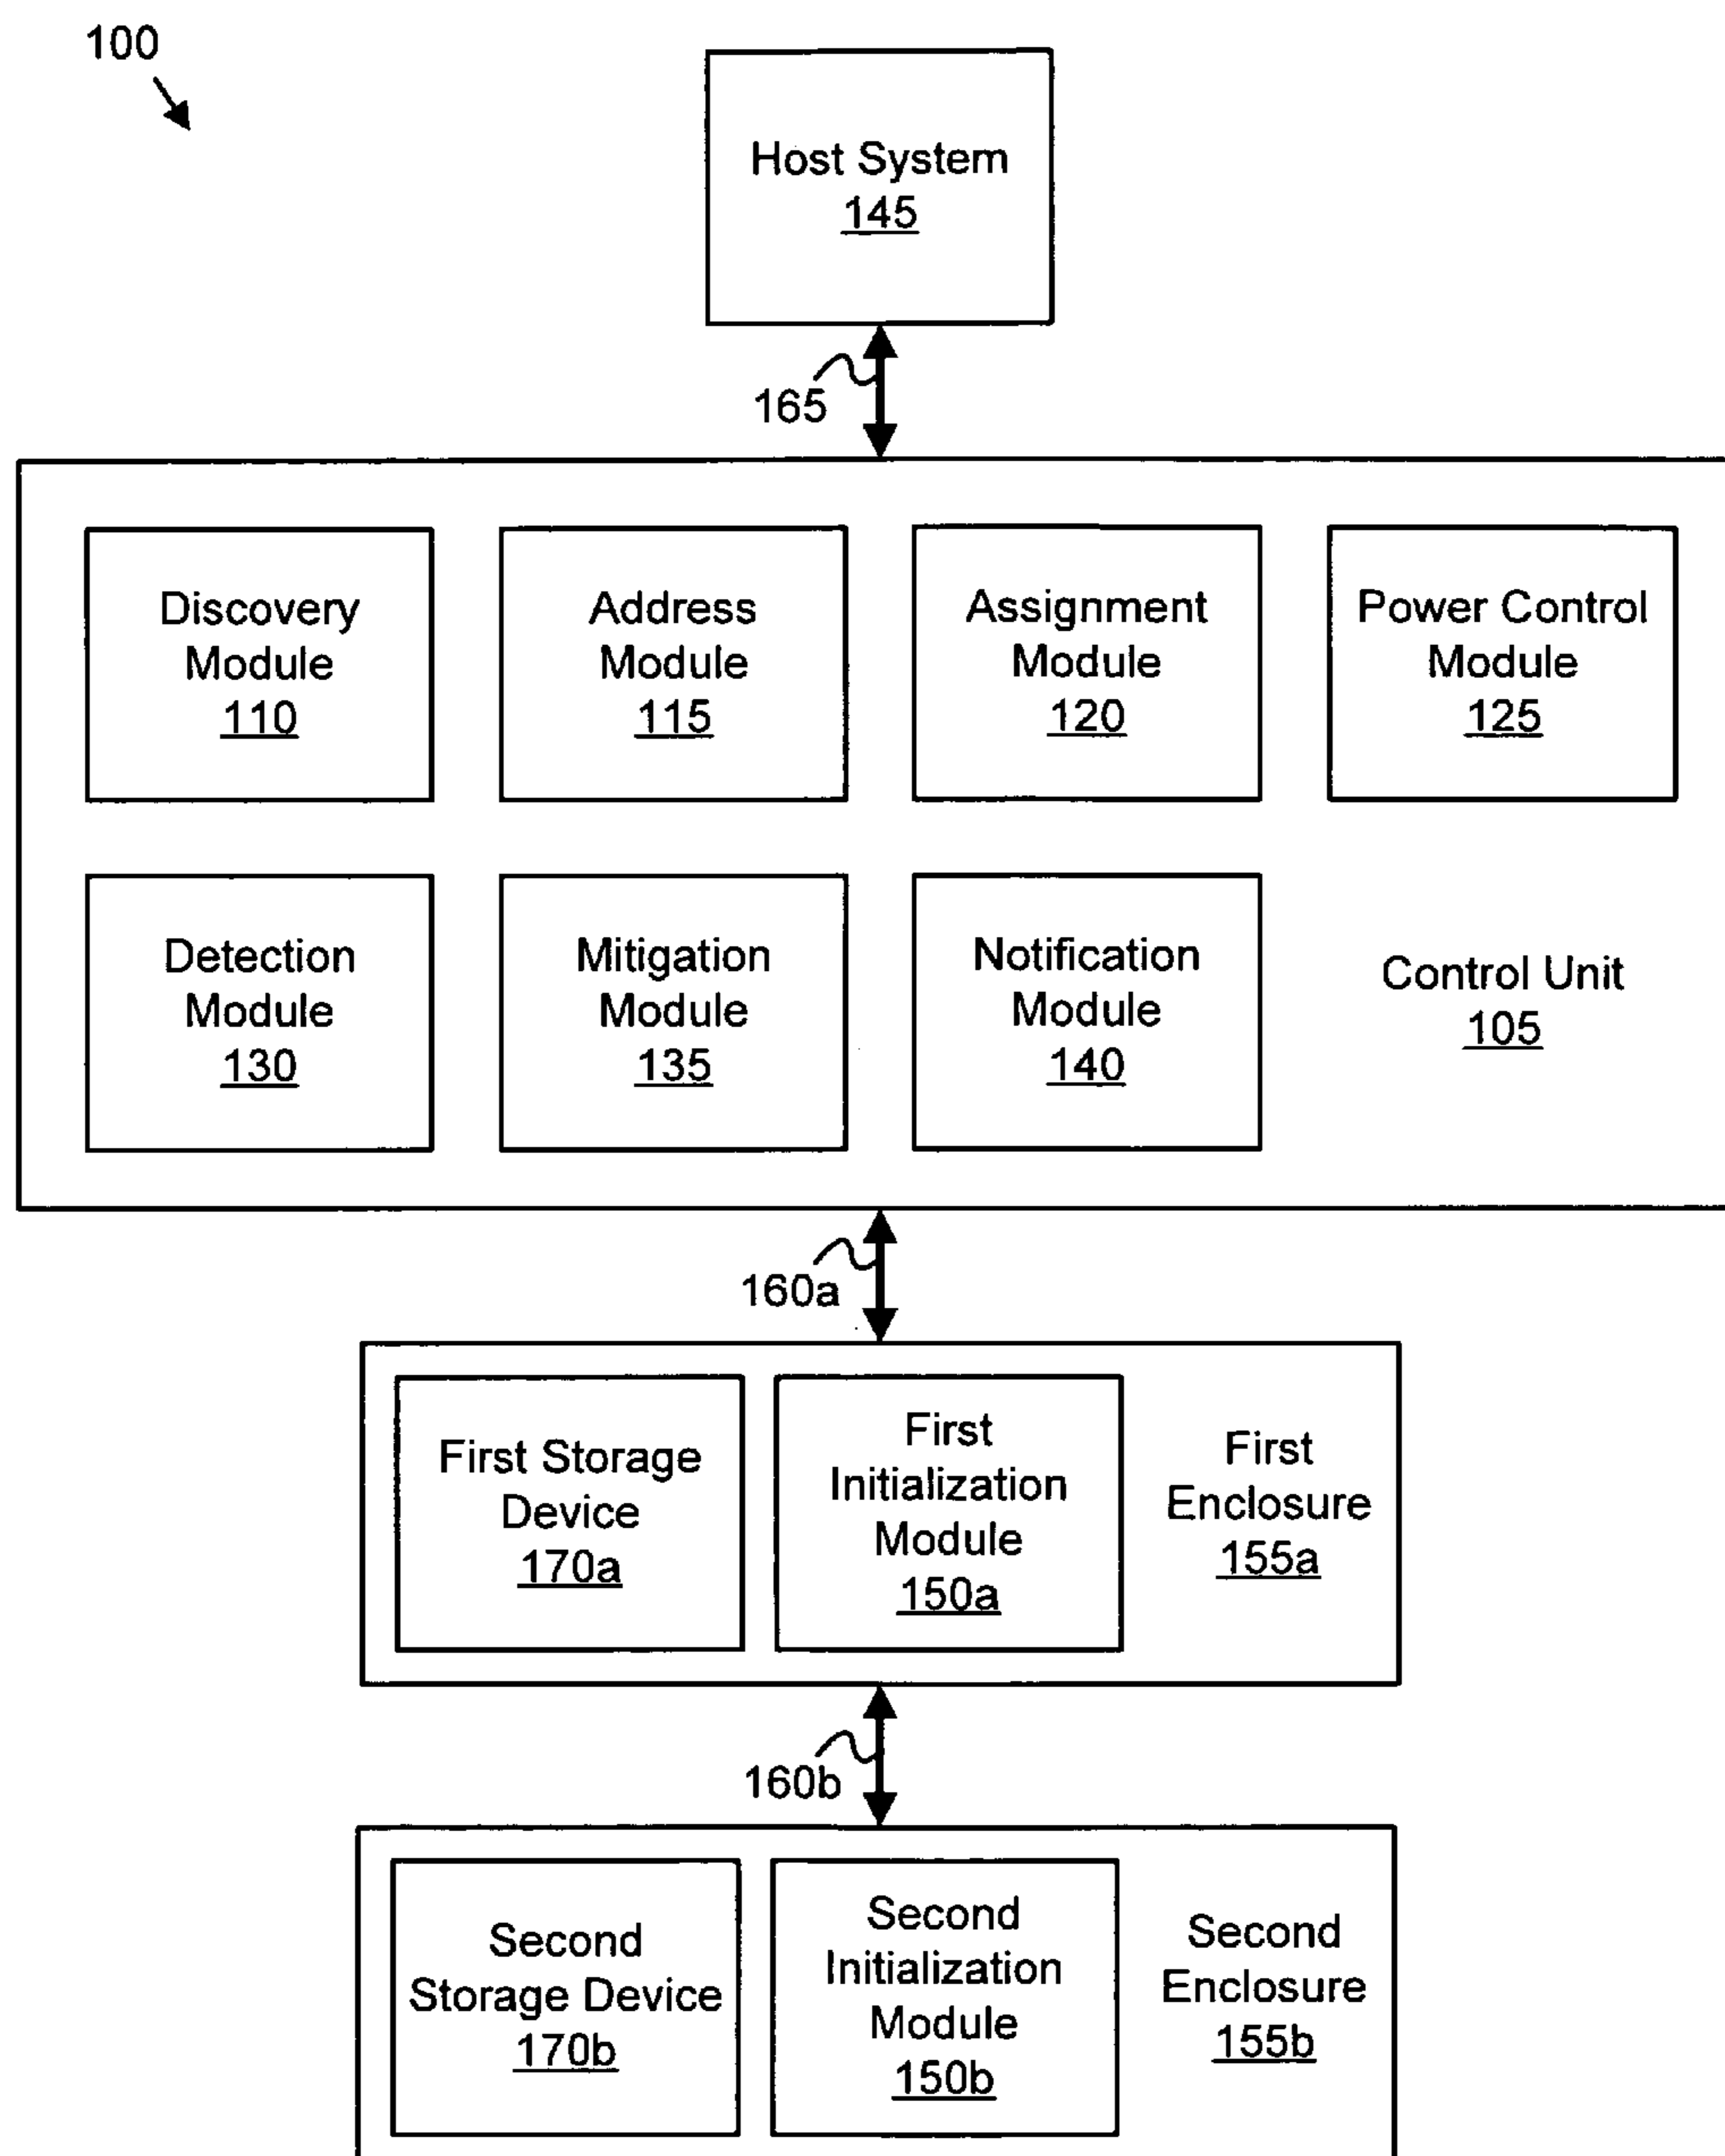 100
Host System
145
165
Discovery
Module
110
Address
Module
115
Assignment
Module
120
Power Control
Module
125
Detection
Module
130
Mitigation
Module
135
Notification
Module
140
Control Unit
105
160a
First Storage
Device
170a
First
Initialization
Module
150a
First
Enclosure
155a
160b
Second
Storage Device
170b
Second
Initialization
Module
150b
Second
Enclosure
155b